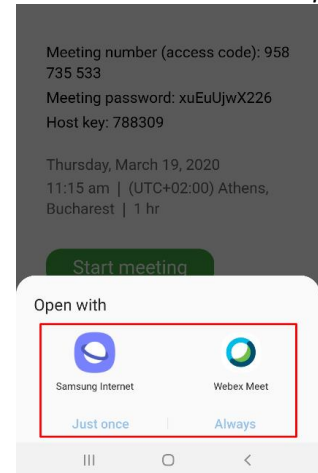 Meeting number (access code): 958
735 533
Meeting password: xuEuUjwX226
Host key: 788309
Thursday, March 19, 2020
11:15 am | (UTC+02:00) Athens,
Bucharest | 1 hr
Start meeting
Open with
Samsung Internet Webex Meet
Just once Always